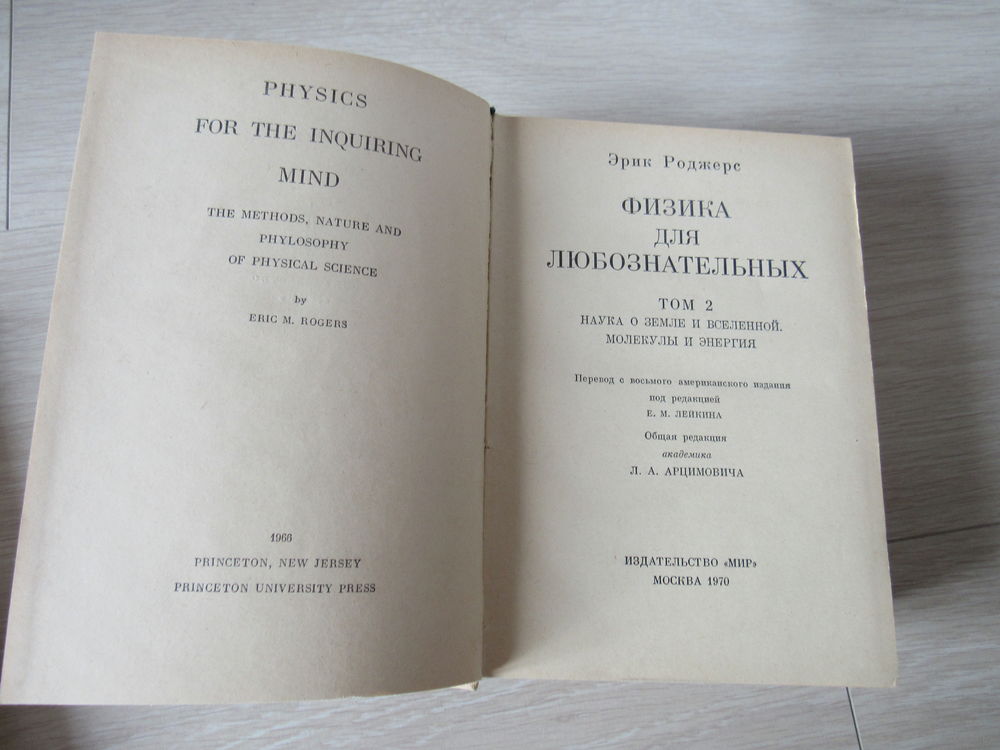 PHYSICS
FOR THE INQUIRING
MIND
THE METHODS, NATURE AND
PHYLOSOPHY
OF PHYSICAL SCIENCE
by
ERIC M. ROGERS
1966
PRINCETON, NEW JERSEY
PRINCETON UNIVERSITY PRESS
Эрик Роджерс
ФИЗИКА
ДЛЯ
ЛЮБОЗНАТЕЛЬНЫХ
ТОМ 2
НАУКА О ЗЕМЛЕ И ВСЕЛЕННОЙ.
МОЛЕКУЛЫ И ЭНЕРГИЯ
Перевод с восьмого американского издания
под редакцией
Е. М. ЛЕЙКИНА
Общая редакция
академика
Л. А. АРЦИМОВИЧА
ИЗДАТЕЛЬСТВО «МИР»
МОСКВА 1970